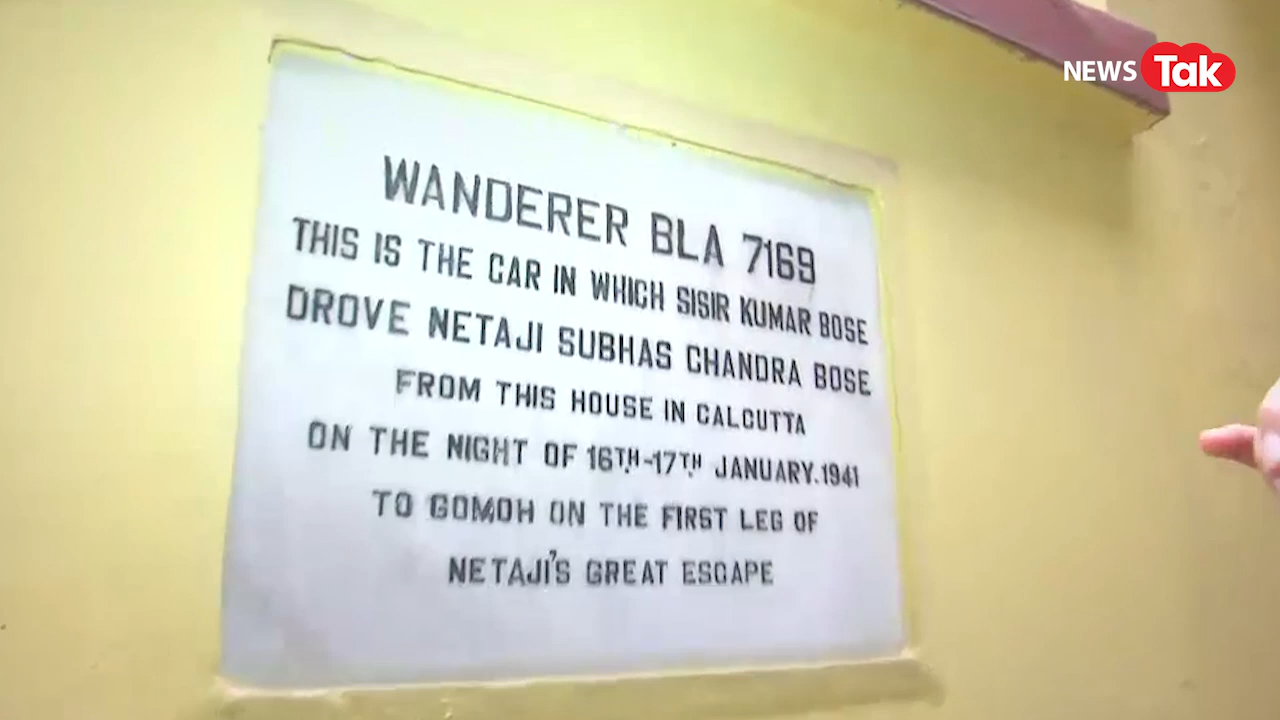 NEWS Tak
WANDERER BLA 7169
THIS IS THE CAR IN WHICH SISIR KUMAR BOSE
DROVE NETAJI SUBHAS CHANDRA BOSE
FROM THIS HOUSE IN CALCUTTA
ON THE NIGHT OF 16TH-17TH JANUARY.1941
TO GOMOH ON THE FIRST LEG OF
NETAJI'S GREAT ESCAPE